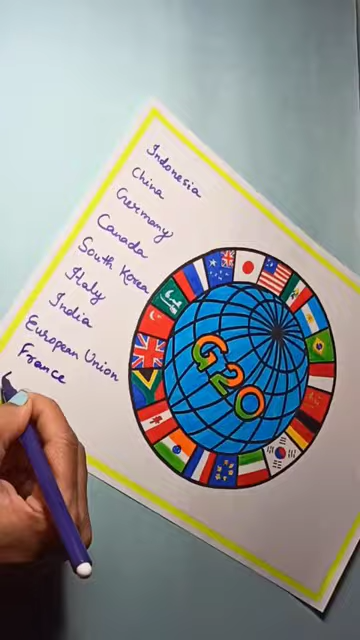 Indonesia
China
Germany
Canada
South Korea
Italy
India
European Union
France
G20